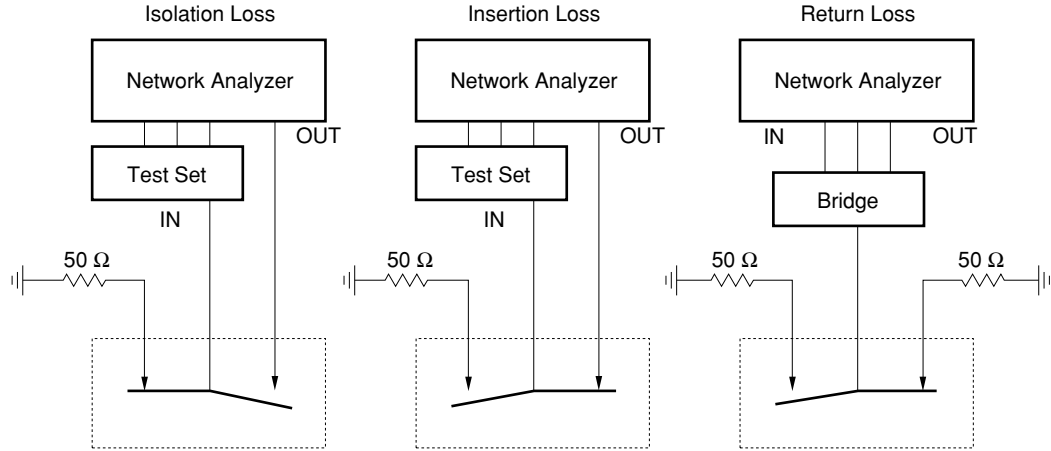 Isolation Loss
Insertion Loss
Return Loss
Network Analyzer
Network Analyzer
Network Analyzer
OUT
OUT
IN
OUT
Test Set
Test Set
Bridge
IN
IN
50 Ω
50 Ω
50 Ω
50 Ω